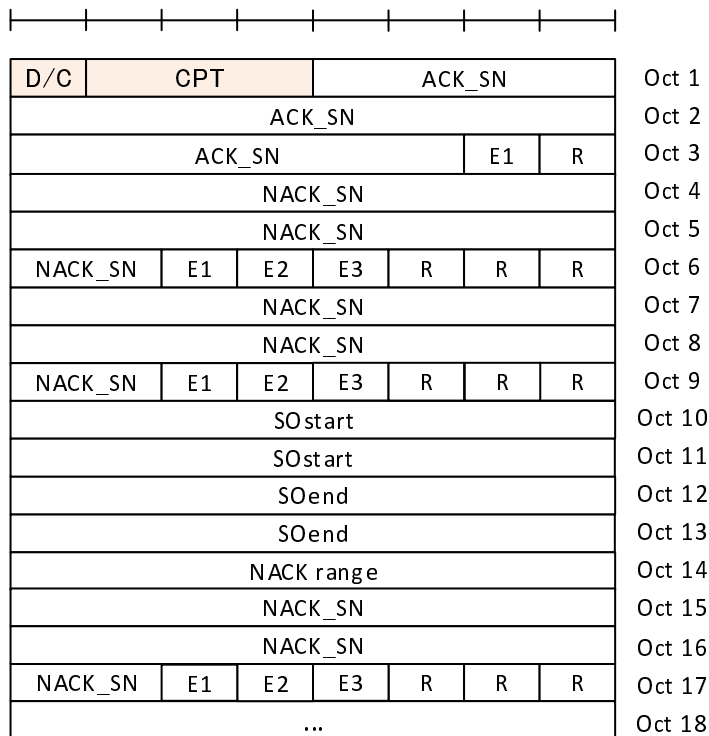 D/C CPT ACK_SN Oct 1
ACK_SN Oct 2
ACK_SN E1 R Oct 3
NACK_SN Oct 4
NACK_SN Oct 5
NACK_SN E1 E2 E3 R R R Oct 6
NACK_SN Oct 7
NACK_SN Oct 8
NACK_SN E1 E2 E3 R R R Oct 9
SOstart Oct 10
SOstart Oct 11
SOend Oct 12
SOend Oct 13
NACK range Oct 14
NACK_SN Oct 15
NACK_SN Oct 16
NACK_SN E1 E2 E3 R R R Oct 17
... Oct 18